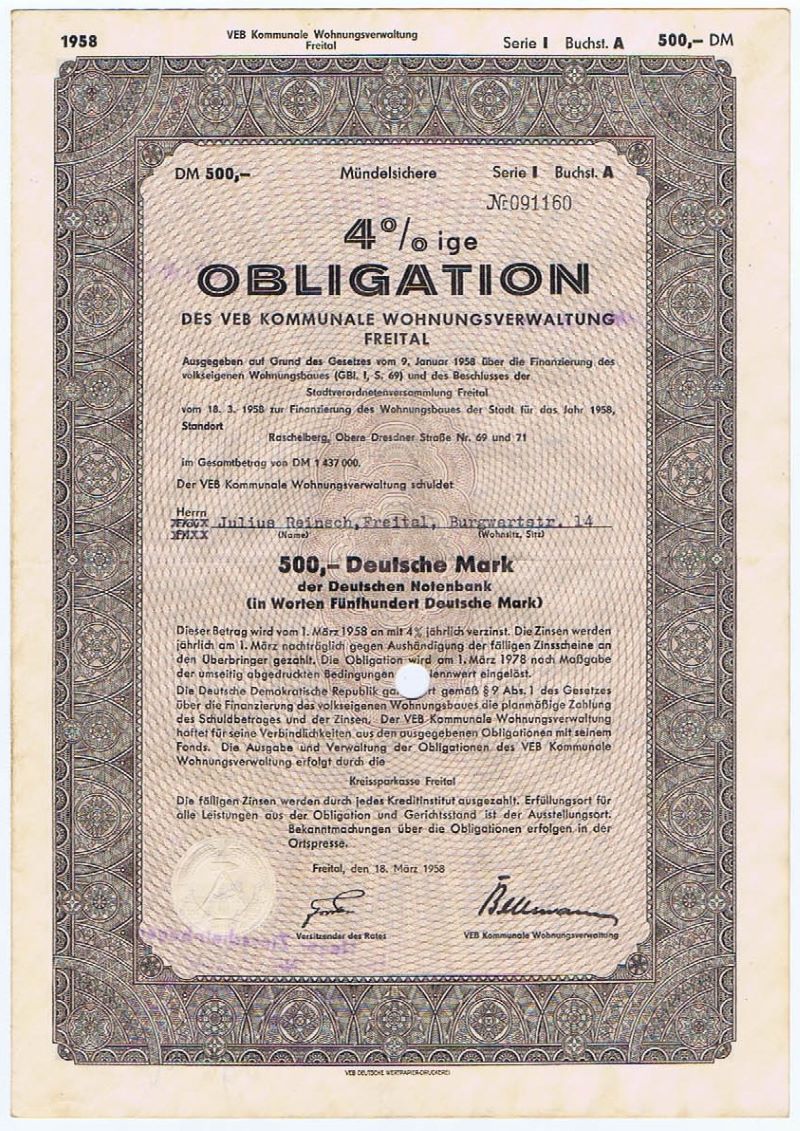 1958
VEB Kommunale Wohnungsverwaltung
Freital
Serie I Buchst. A 500,– DM
DM 500,– Mündelsichere Serie I Buchst. A
№ 091160
4% ige
OBLIGATION
DES VEB KOMMUNALE WOHNUNGSVERWALTUNG
FREITAL
Ausgegeben auf Grund des Gesetzes vom 9. Januar 1958 über die Finanzierung des
volkseigenen Wohnungsbaues (GBl. I, S. 69) und des Beschlusses der
Stadtverordnetenversammlung Freital
vom 18. 3. 1958 zur Finanzierung des Wohnungsbaues der Stadt für das Jahr 1958,
Standort
Raschelberg, Obere Dresdner Straße Nr. 69 und 71
im Gesamtbetrag von DM 1 437 000.
Der VEB Kommunale Wohnungsverwaltung schuldet
Herrn
Julius Reinsch, Freital, Burgwartstr. 14
(Name) (Wohnsitz, Sitz)
500,– Deutsche Mark
der Deutschen Notenbank
(in Worten Fünfhundert Deutsche Mark)
Dieser Betrag wird vom 1. März 1958 an mit 4% jährlich verzinst. Die Zinsen werden
jährlich am 1. März nachträglich gegen Aushändigung der fälligen Zinsscheine an
den Überbringer gezahlt. Die Obligation wird am 1. März 1978 nach Maßgabe
der umseitig abgedruckten Bedingungen ennwert eingelöst.
Die Deutsche Demokratische Republik ga t gemäß § 9 Abs. 1 des Gesetzes
über die Finanzierung des volkseigenen Wohnungsbaues die planmäßige Zahlung
des Schuldbetrages und der Zinsen. Der VEB Kommunale Wohnungsverwaltung
haftet für seine Verbindlichkeiten aus den ausgegebenen Obligationen mit seinem
Fonds. Die Ausgabe und Verwaltung der Obligationen des VEB Kommunale
Wohnungsverwaltung erfolgt durch die
Kreissparkasse Freital
Die fälligen Zinsen werden durch jedes Kreditinstitut ausgezahlt. Erfüllungsort für
alle Leistungen aus der Obligation und Gerichtsstand ist der Ausstellungsort.
Bekanntmachungen über die Obligationen erfolgen in der
Ortspresse.
Freital, den 18. März 1958
Vorsitzender des Rates VEB Kommunale Wohnungsverwaltung
VEB DEUTSCHE WERTPAPIER-DRUCKEREI